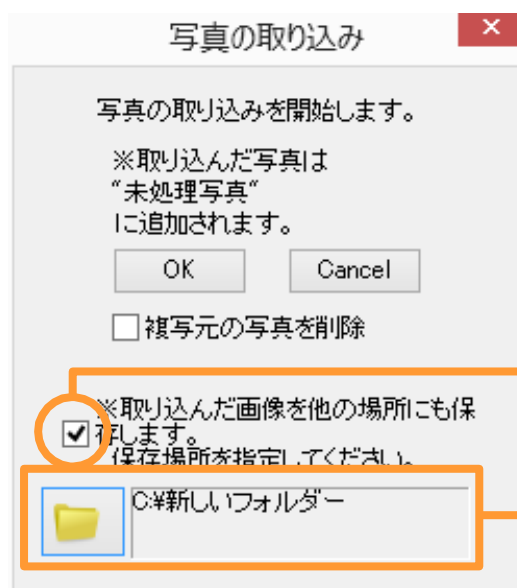 写真の取り込み
写真の取り込みを開始します。
※取り込んだ写真は
“未処理写真“
に追加されます。
OK
Cancel
複写元の写真を削除
※取り込んだ画像を他の場所にも保
存します。
保存場所を指定してください。
C:¥新しいフォルダー